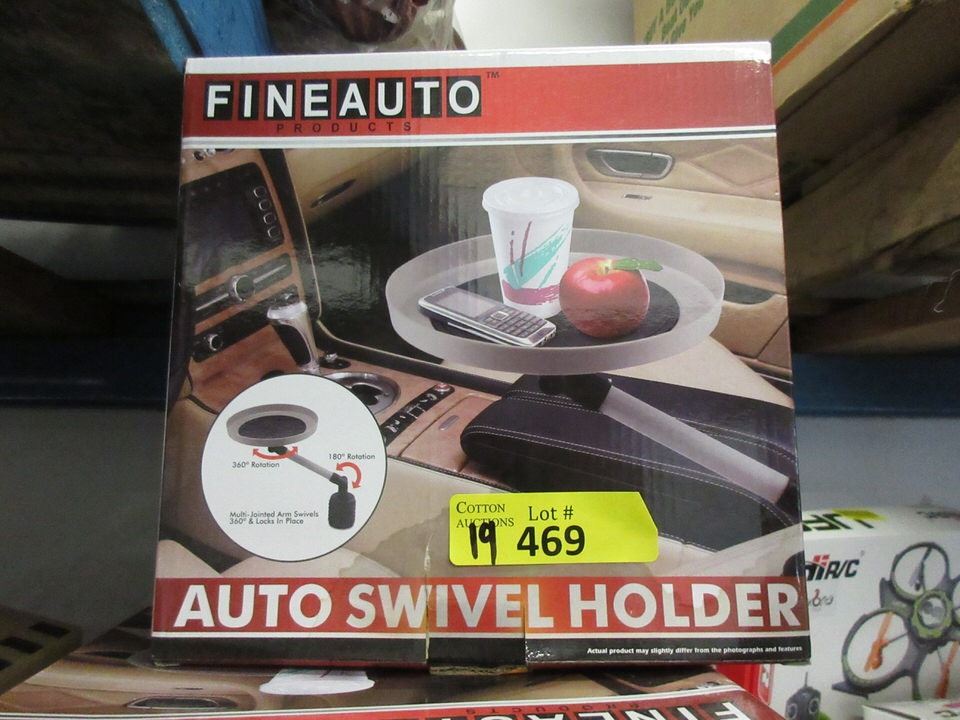 FINEAUTO™
PRODUCTS
360° Rotation
180° Rotation
Multi-Jointed Arm Swivels
360° & Locks In Place
COTTON
AUCTIONS
Lot #
19
469
AUTO SWIVEL HOLDER
Actual product may slightly differ from the photographs and features
R/C
PRODUCTS